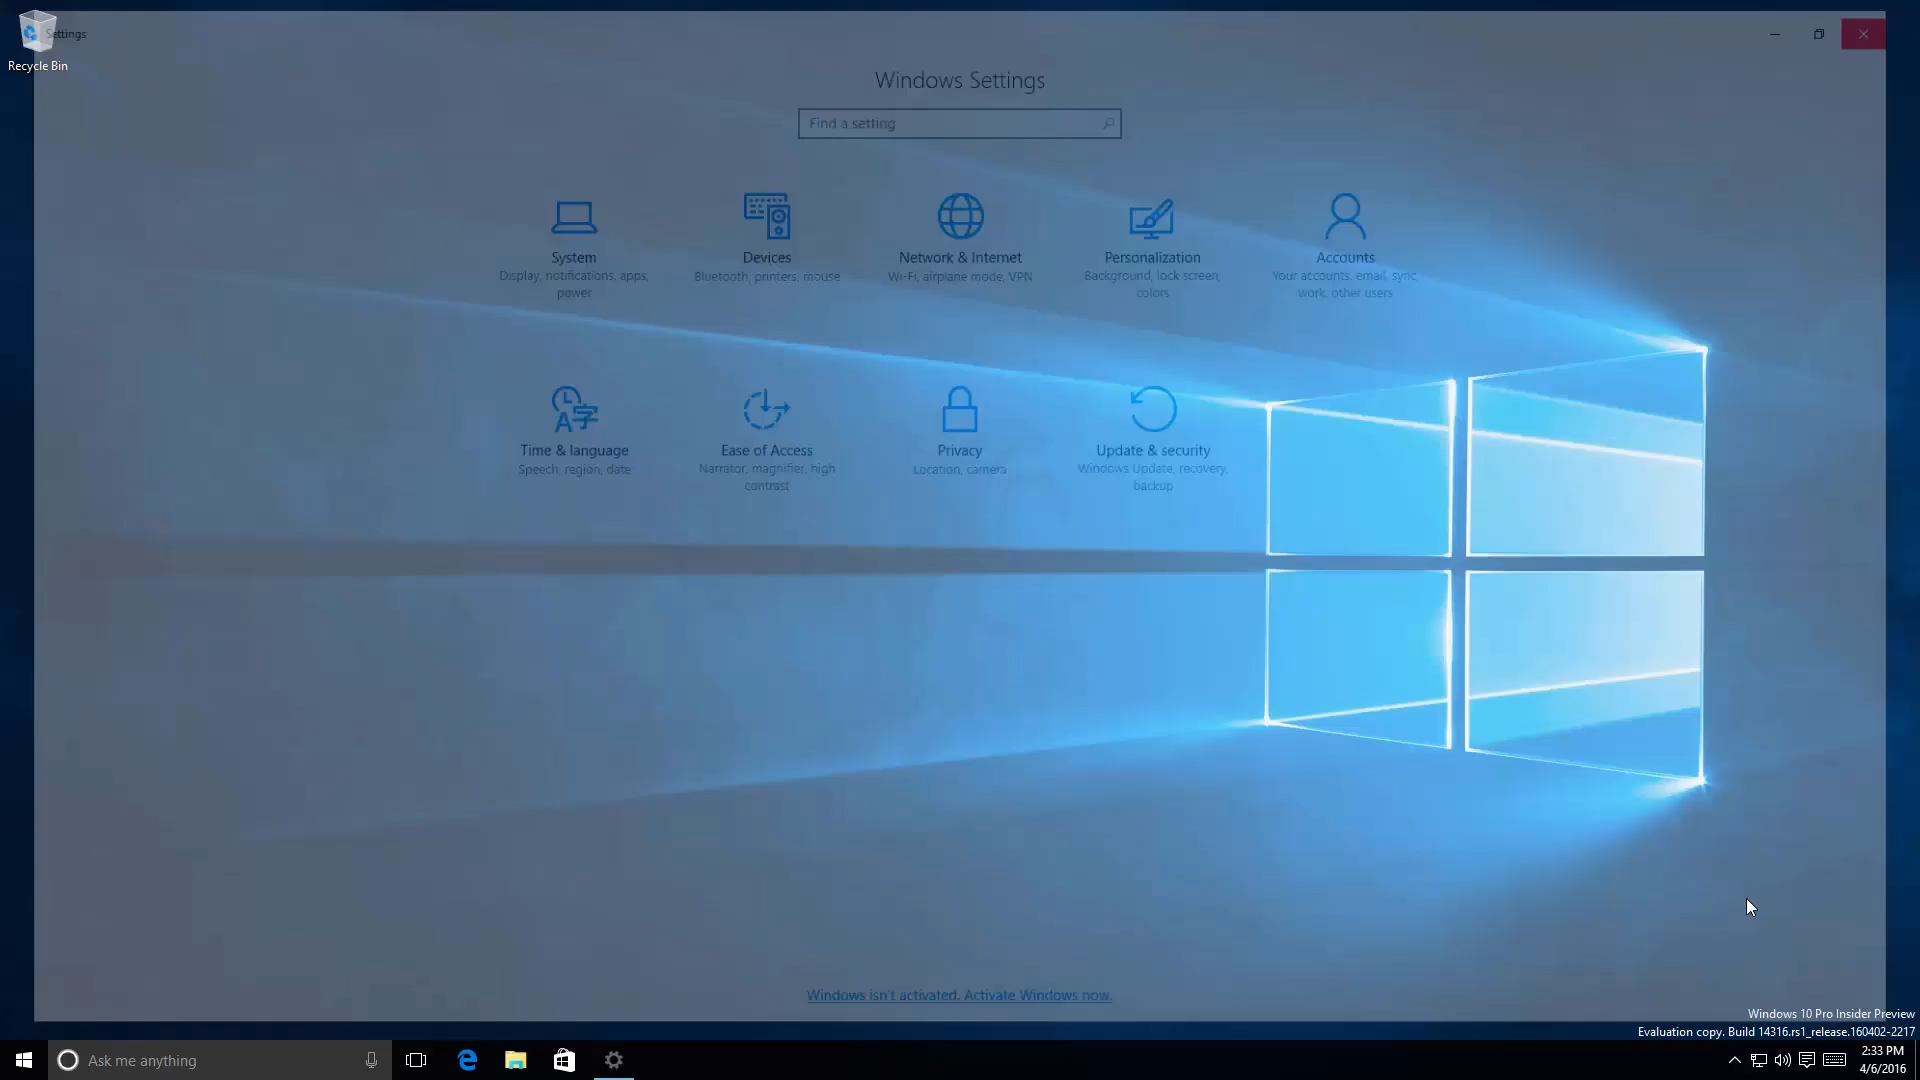 Settings
Recycle Bin
Windows Settings
Find a setting
System
Display, notifications, apps,
power
Devices
Bluetooth, printers, mouse
Network & Internet
Wi-Fi, airplane mode, VPN
Personalization
Background, lock screen,
colors
Accounts
Your accounts, email, sync,
work, other users
Time & language
Speech, region, date
Ease of Access
Narrator, magnifier, high
contrast
Privacy
Location, camera
Update & security
Windows Update, recovery,
backup
Windows isn't activated. Activate Windows now.
Windows 10 Pro Insider Preview
Evaluation copy. Build 14316.rs1_release.160402-2217
Ask me anything
2:33 PM
4/6/2016